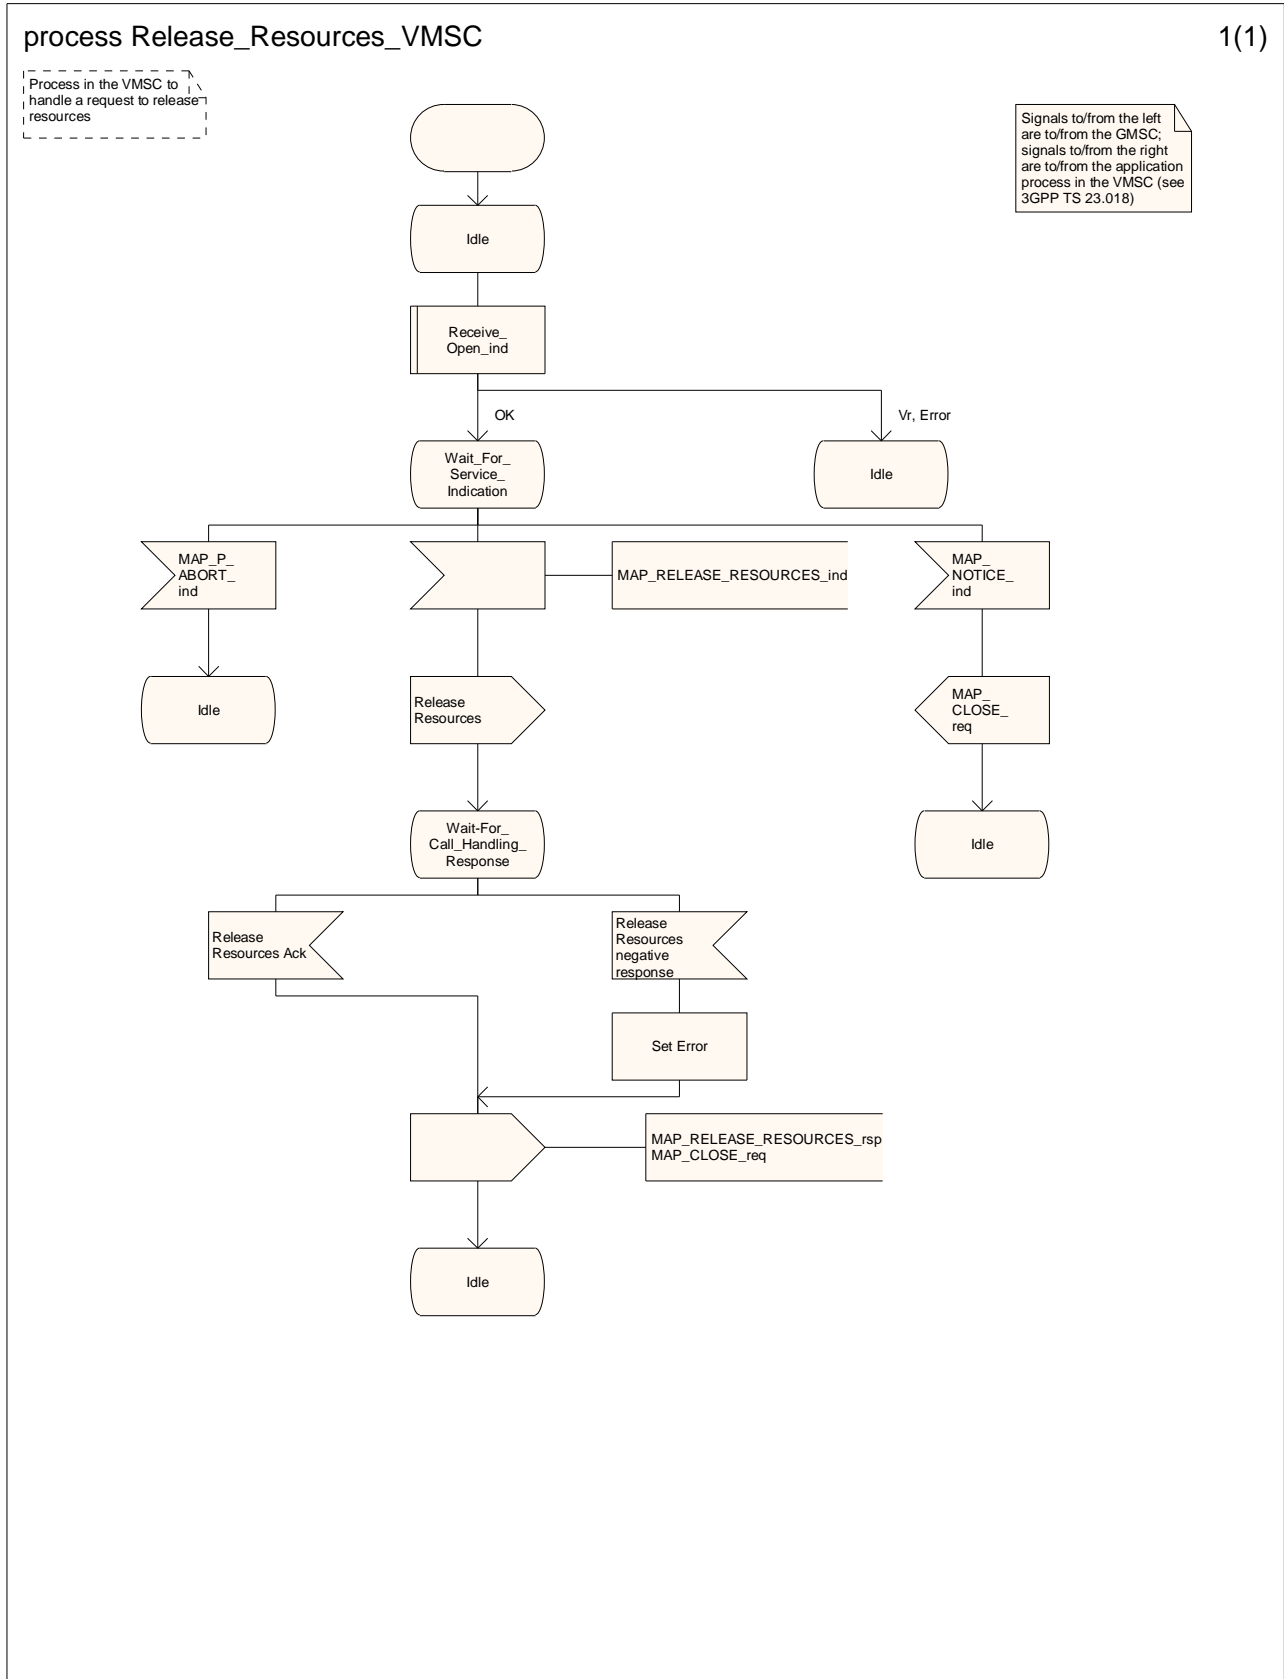 process Release_Resources_VMSC
1(1)
Process in the VMSC to
handle a request to release
resources
Signals to/from the left
are to/from the GMSC;
signals to/from the right
are to/from the application
process in the VMSC (see
3GPP TS 23.018)
Idle
Receive_
Open_ind
OK
Vr, Error
Wait_For_
Service_
Indication
Idle
MAP_P_
ABORT_
ind
MAP_RELEASE_RESOURCES_ind
MAP_
NOTICE_
ind
Idle
Release
Resources
MAP_
CLOSE_
req
Wait-For_
Call_Handling_
Response
Idle
Release
Resources Ack
Release
Resources
negative
response
Set Error
MAP_RELEASE_RESOURCES_rsp
MAP_CLOSE_req
Idle